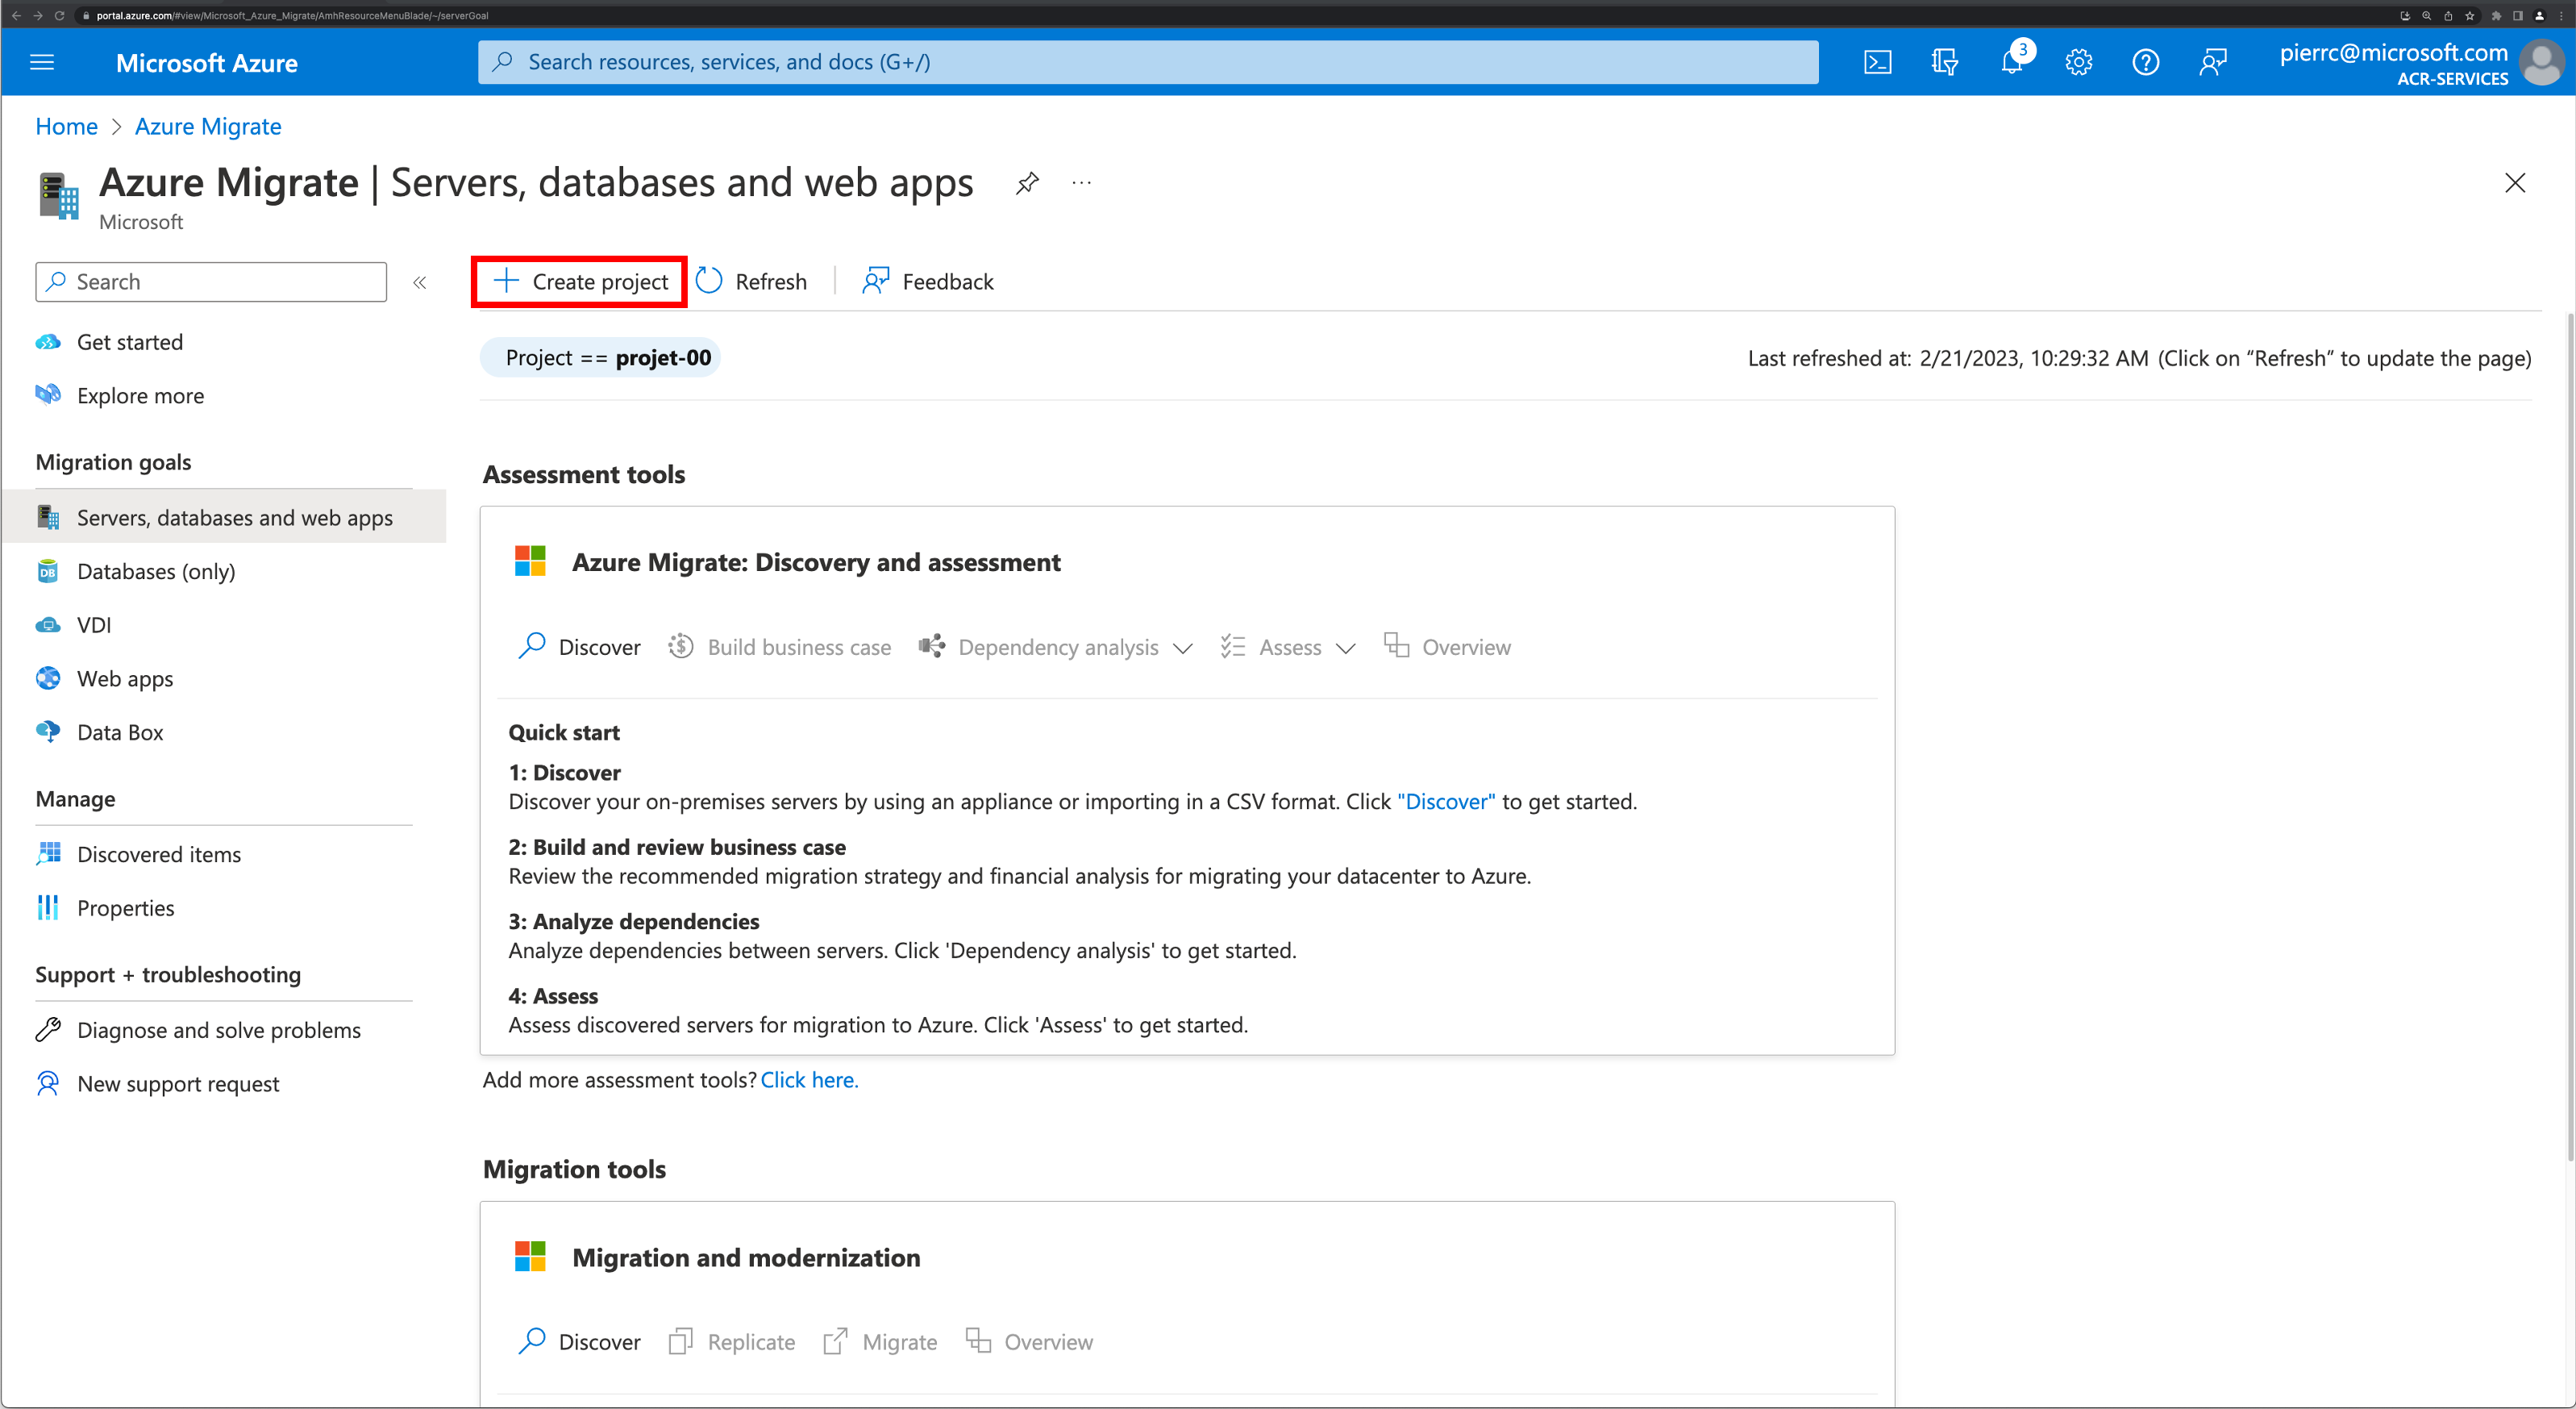 portal.azure.com/#view/Microsoft_Azure_Migrate/AmhResourceMenuBlade/~/serverGoal
Microsoft Azure
Search resources, services, and docs (G+/)
3
pierrc@microsoft.com
ACR-SERVICES
Home > Azure Migrate
Azure Migrate | Servers, databases and web apps
Microsoft
Search
Create project
Refresh
Feedback
Get started
Explore more
Migration goals
Servers, databases and web apps
Databases (only)
VDI
Web apps
Data Box
Manage
Discovered items
Properties
Support + troubleshooting
Diagnose and solve problems
New support request
Project == projet-00
Last refreshed at: 2/21/2023, 10:29:32 AM (Click on “Refresh” to update the page)
Assessment tools
Azure Migrate: Discovery and assessment
Discover
Build business case
Dependency analysis
Assess
Overview
Quick start
1: Discover
Discover your on-premises servers by using an appliance or importing in a CSV format. Click "Discover" to get started.
2: Build and review business case
Review the recommended migration strategy and financial analysis for migrating your datacenter to Azure.
3: Analyze dependencies
Analyze dependencies between servers. Click 'Dependency analysis' to get started.
4: Assess
Assess discovered servers for migration to Azure. Click 'Assess' to get started.
Add more assessment tools? Click here.
Migration tools
Migration and modernization
Discover
Replicate
Migrate
Overview